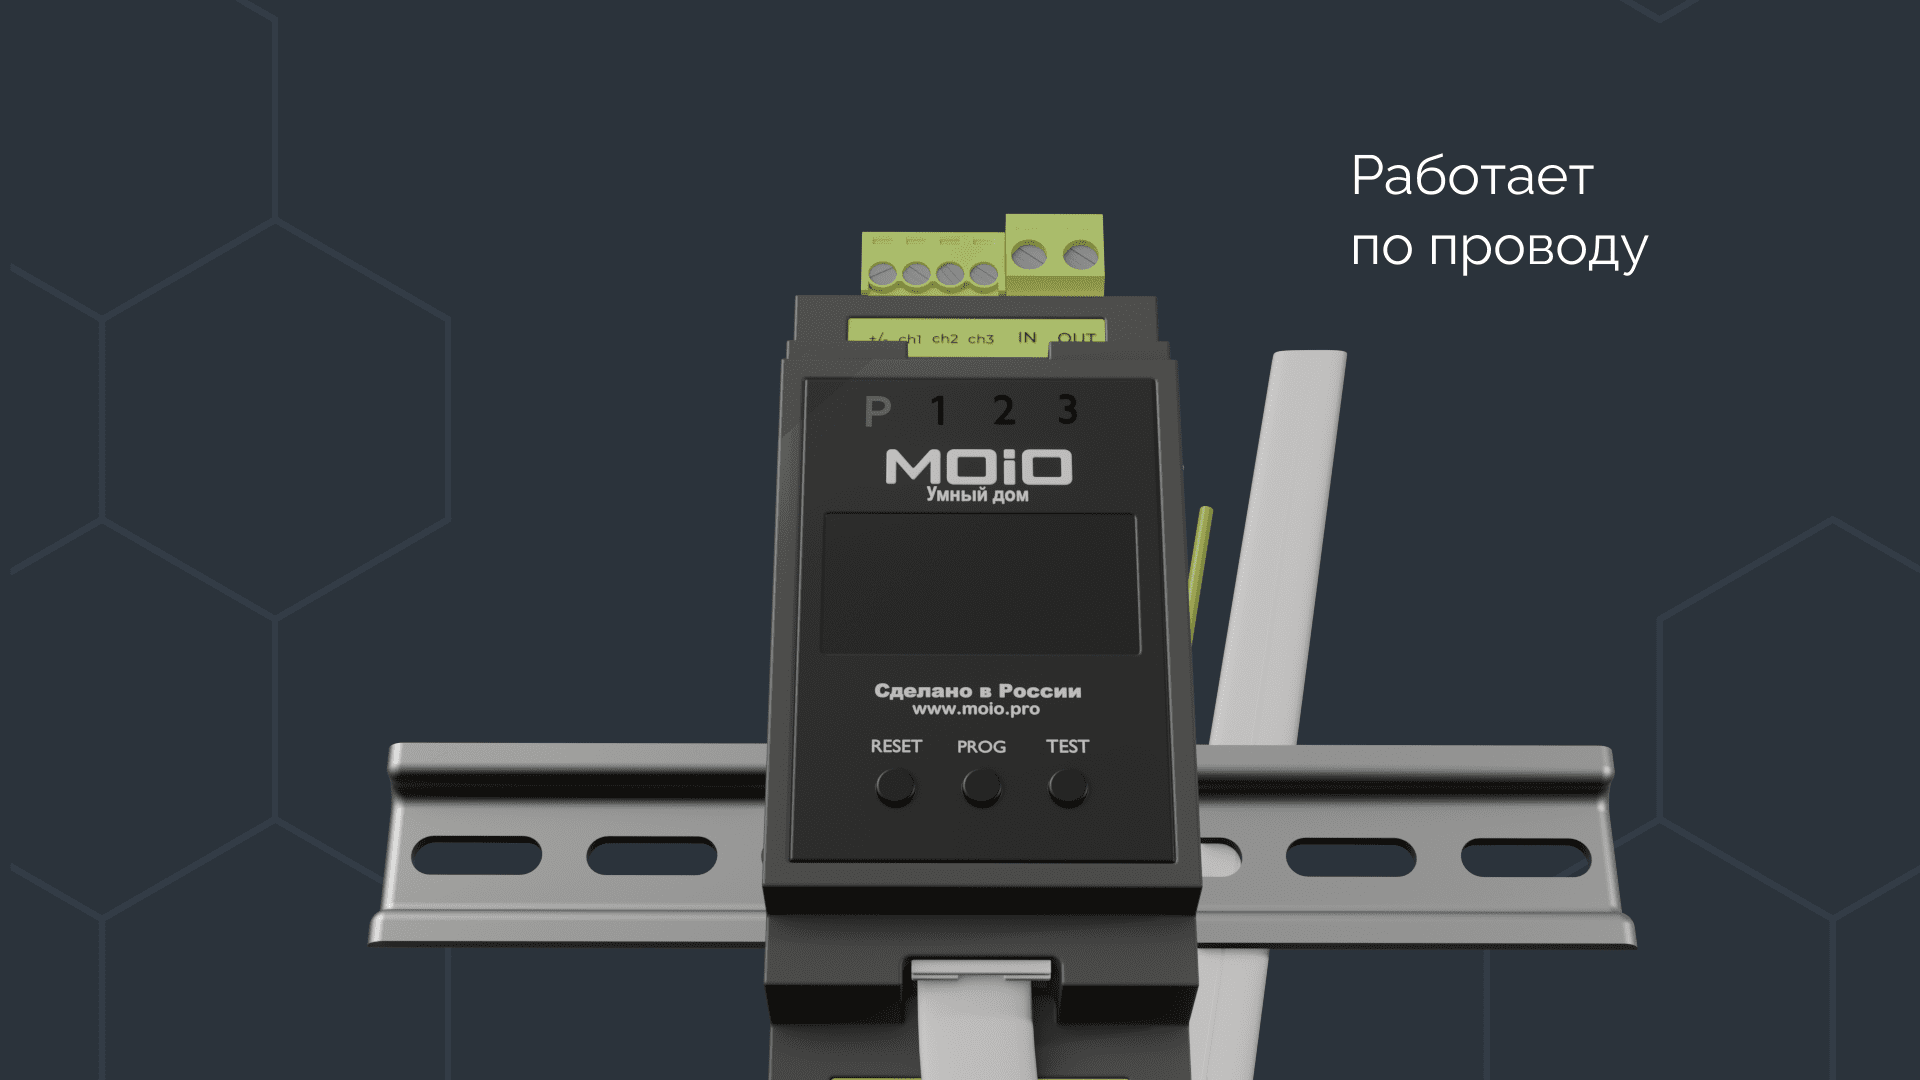 Работает
по проводу
+/- ch1 ch2 ch3 IN OUT
P 1 2 3
MOiO
Умный дом
Сделано в России
www.moio.pro
RESET PROG TEST